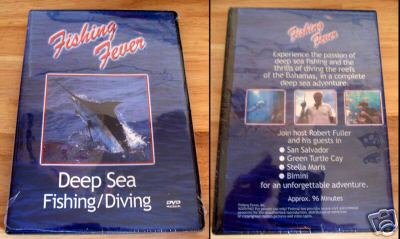 Fishing
Fever
Deep Sea
Fishing/Diving
DVD
Fishing
Fever
Experience the passion of
deep sea fishing and the
thrills of diving the reefs
of the Bahamas, in a complete
deep sea adventure.
Join host Robert Fuller
and his guests in
San Salvador
Green Turtle Cay
Stella Maris
Bimini
for an unforgettable adventure.
Approx. 96 Minutes